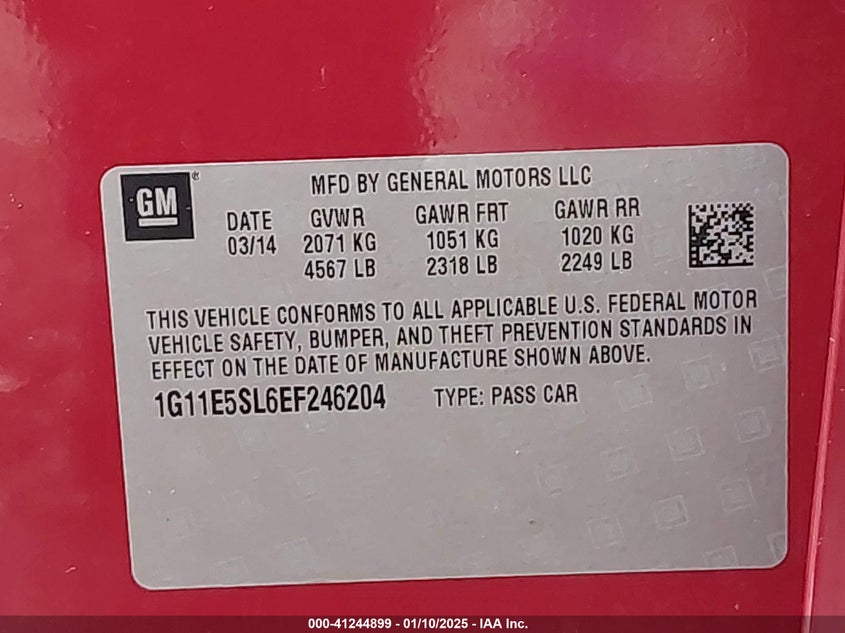 GM®
MFD BY GENERAL MOTORS LLC
DATE GVWR GAWR FRT GAWR RR
03/14 2071 KG 1051 KG 1020 KG
4567 LB 2318 LB 2249 LB
THIS VEHICLE CONFORMS TO ALL APPLICABLE U.S. FEDERAL MOTOR
VEHICLE SAFETY, BUMPER, AND THEFT PREVENTION STANDARDS IN
EFFECT ON THE DATE OF MANUFACTURE SHOWN ABOVE.
1G11E5SL6EF246204 TYPE: PASS CAR
000-41244899 - 01/10/2025 - IAA Inc.